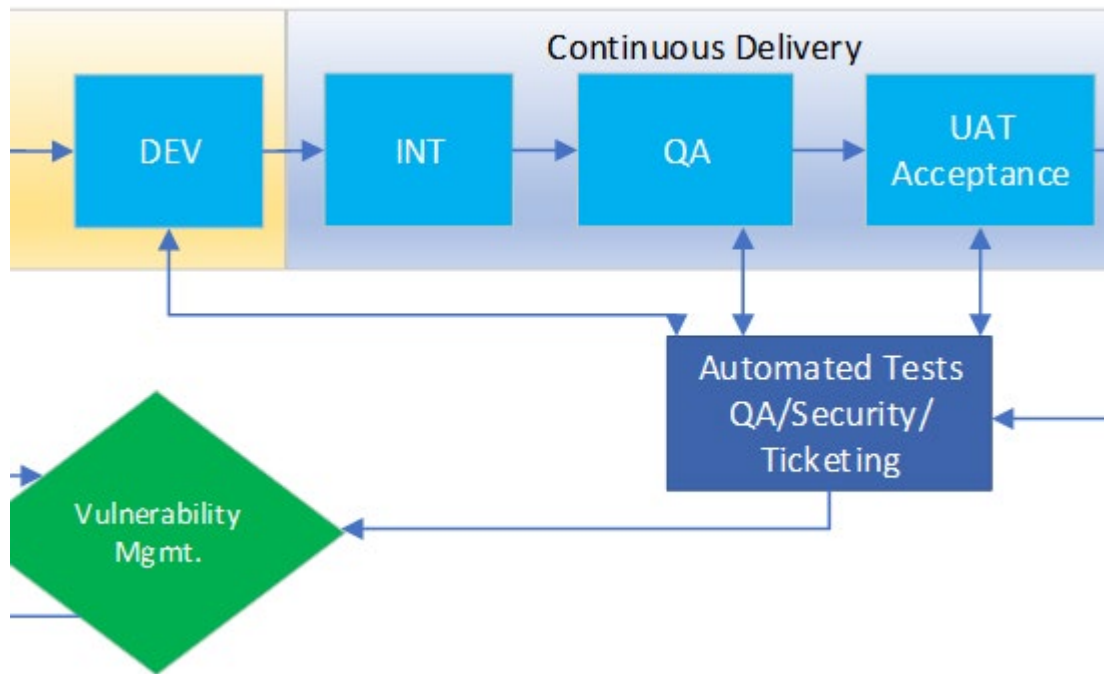 Continuous Delivery
DEV
INT
QA
UAT
Acceptance
Automated Tests
QA/Security/
Ticketing
Vulnerability
Mgmt.